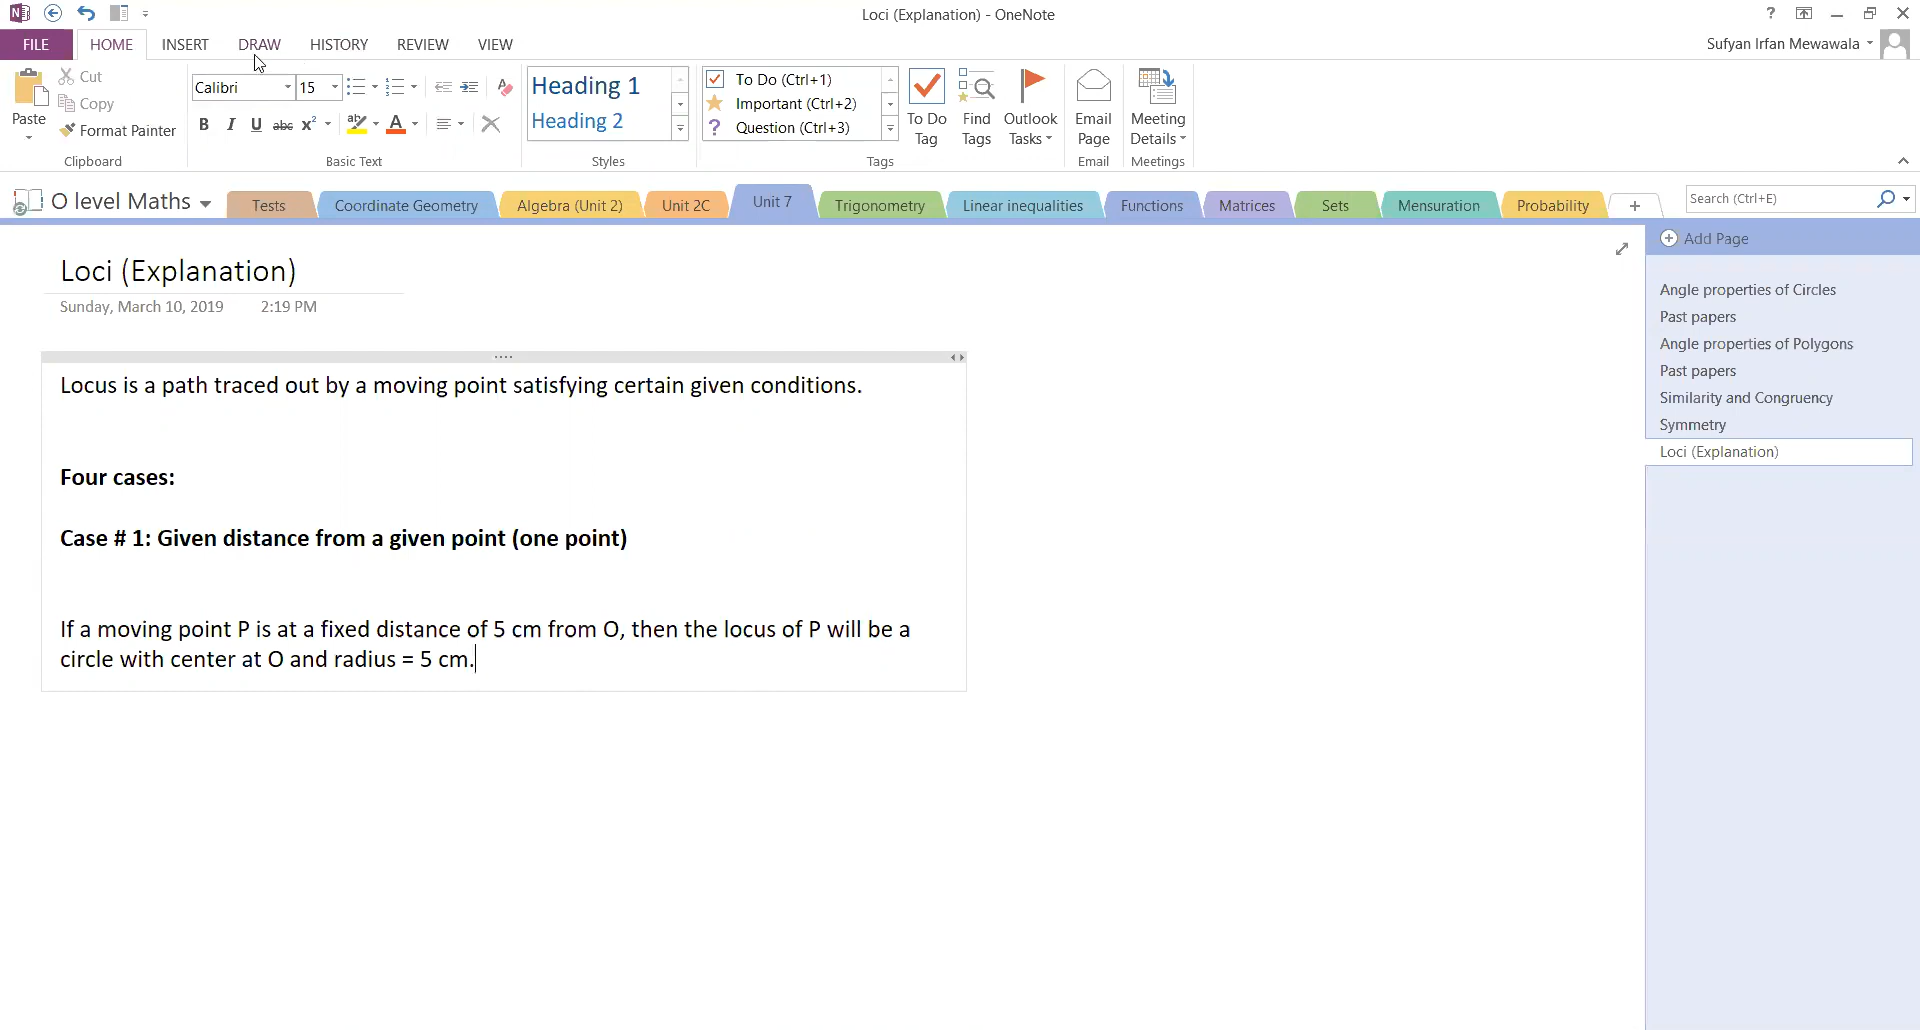 Loci (Explanation) - OneNote
?
FILE HOME INSERT DRAW HISTORY REVIEW VIEW
Sufyan Irfan Mewawala
Paste
Cut
Copy
Format Painter
Clipboard
Calibri 15
B I U abc x² ab A
Basic Text
Heading 1
Heading 2
Styles
To Do (Ctrl+1)
Important (Ctrl+2)
? Question (Ctrl+3)
Tags
To Do
Tag
Find
Tags
Outlook
Tasks
Email
Page
Email
Meeting
Details
Meetings
O level Maths
Tests
Coordinate Geometry
Algebra (Unit 2)
Unit 2C
Unit 7
Trigonometry
Linear inequalities
Functions
Matrices
Sets
Mensuration
Probability
+
Search (Ctrl+E)
Loci (Explanation)
Sunday, March 10, 2019 2:19 PM
Locus is a path traced out by a moving point satisfying certain given conditions.
Four cases:
Case # 1: Given distance from a given point (one point)
If a moving point P is at a fixed distance of 5 cm from O, then the locus of P will be a
circle with center at O and radius = 5 cm.
Add Page
Angle properties of Circles
Past papers
Angle properties of Polygons
Past papers
Similarity and Congruency
Symmetry
Loci (Explanation)